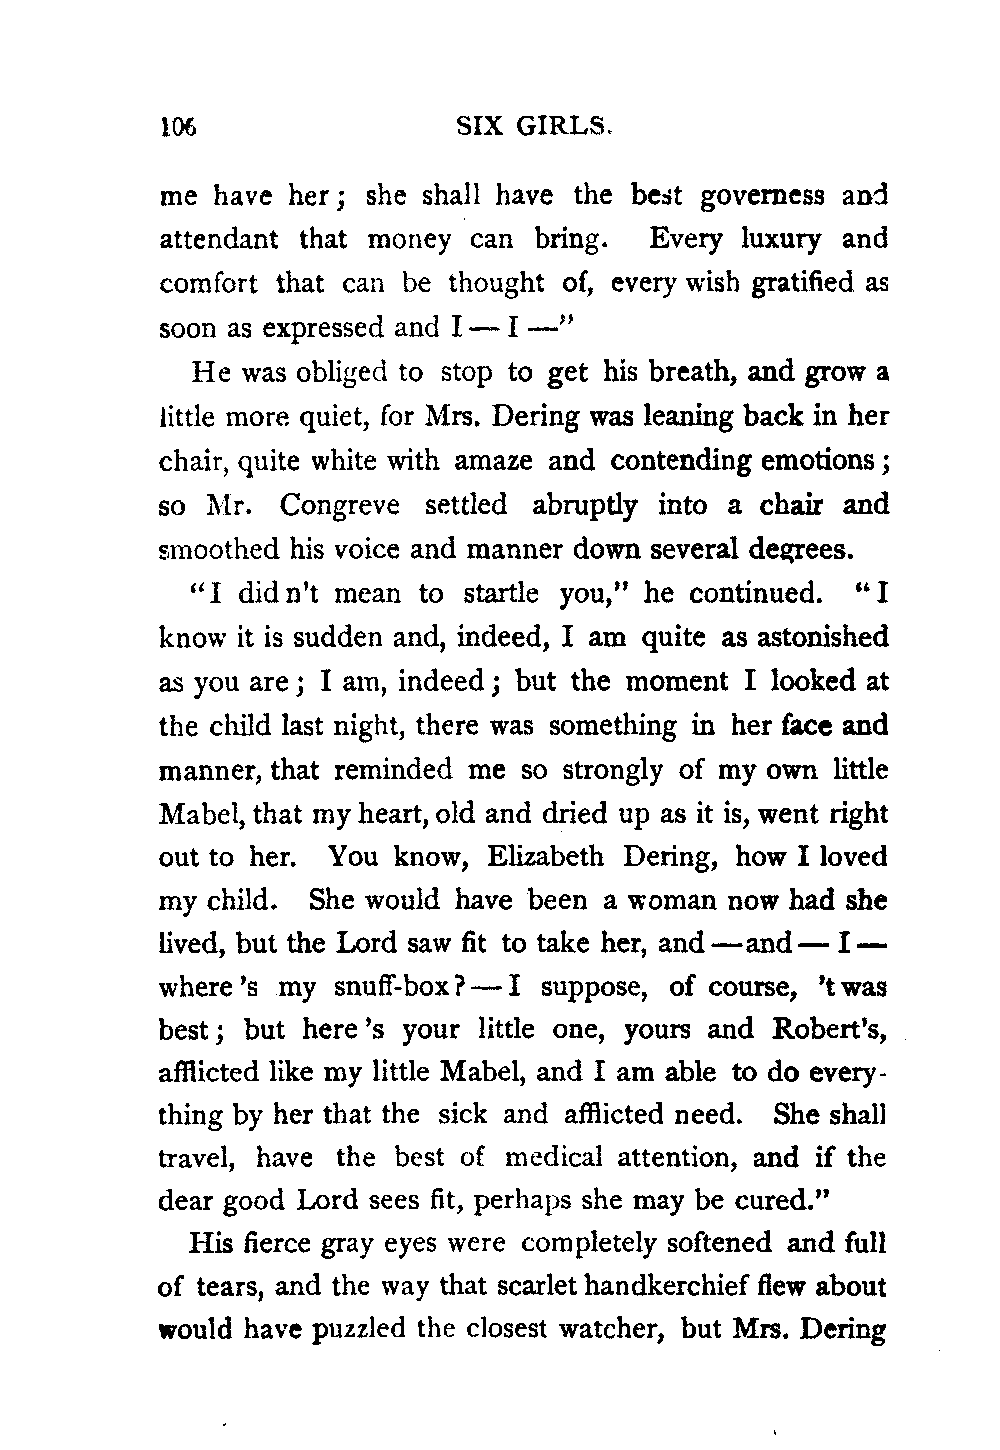 106 SIX GIRLS.
me have her; she shall have the best governess and
attendant that money can bring. Every luxury and
comfort that can be thought of, every wish gratified as
soon as expressed and I — I —"
He was obliged to stop to get his breath, and grow a
little more quiet, for Mrs. Dering was leaning back in her
chair, quite white with amaze and contending emotions;
so Mr. Congreve settled abruptly into a chair and
smoothed his voice and manner down several degrees.
"I did n't mean to startle you," he continued. "I
know it is sudden and, indeed, I am quite as astonished
as you are; I am, indeed; but the moment I looked at
the child last night, there was something in her face and
manner, that reminded me so strongly of my own little
Mabel, that my heart, old and dried up as it is, went right
out to her. You know, Elizabeth Dering, how I loved
my child. She would have been a woman now had she
lived, but the Lord saw fit to take her, and — and — I —
where 's my snuff-box? — I suppose, of course, 't was
best; but here 's your little one, yours and Robert's,
afflicted like my little Mabel, and I am able to do every-
thing by her that the sick and afflicted need. She shall
travel, have the best of medical attention, and if the
dear good Lord sees fit, perhaps she may be cured."
His fierce gray eyes were completely softened and full
of tears, and the way that scarlet handkerchief flew about
would have puzzled the closest watcher, but Mrs. Dering